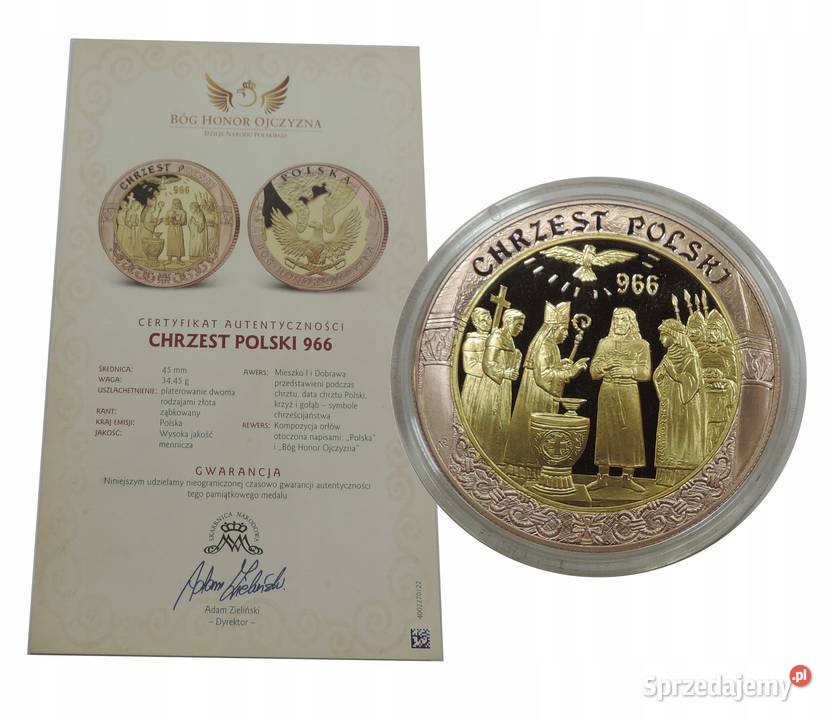 BÓG HONOR OJCZYZNA
DZIEJE NARODU POLSKIEGO
CHRZEST P
966
POLSKA
CERTYFIKAT AUTENTYCZNOŚCI
CHRZEST POLSKI 966
ŚREDNICA: 45 mm
WAGA: 34,45 g
USZLACHETNIENIE: platerowanie dwoma
rodzajami złota
RANT: ząbkowany
KRAJ EMISJI: Polska
JAKOŚĆ: Wysoka jakość
mennicza
AWERS: Mieszko I i Dobrawa
przedstawieni podczas
chrztu, data chrztu Polski,
krzyż i gołąb – symbole
chrześcijaństwa
REWERS: Kompozycja orłów
otoczona napisami: „Polska"
i „Bóg Honor Ojczyzna"
GWARANCJA
Niniejszym udzielamy nieograniczonej czasowo gwarancji autentyczności
tego pamiątkowego medalu
SKARBNICA NARODOWA
Adam Zieliński
Adam Zieliński
– Dyrektor –
4002270122
CHRZEST POLSKI
966
Sprzedajemy.pl